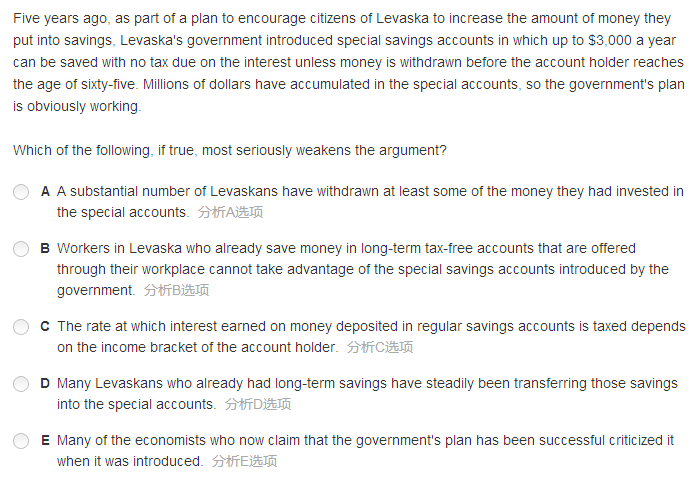 Five years ago, as part of a plan to encourage citizens of Levaska to increase the amount of money they
put into savings, Levaska's government introduced special savings accounts in which up to $3,000 a year
can be saved with no tax due on the interest unless money is withdrawn before the account holder reaches
the age of sixty-five. Millions of dollars have accumulated in the special accounts, so the government's plan
is obviously working.
Which of the following, if true, most seriously weakens the argument?
A A substantial number of Levaskans have withdrawn at least some of the money they had invested in
the special accounts. 分析A选项
B Workers in Levaska who already save money in long-term tax-free accounts that are offered
through their workplace cannot take advantage of the special savings accounts introduced by the
government. 分析B选项
C The rate at which interest earned on money deposited in regular savings accounts is taxed depends
on the income bracket of the account holder. 分析C选项
D Many Levaskans who already had long-term savings have steadily been transferring those savings
into the special accounts. 分析D选项
E Many of the economists who now claim that the government's plan has been successful criticized it
when it was introduced. 分析E选项